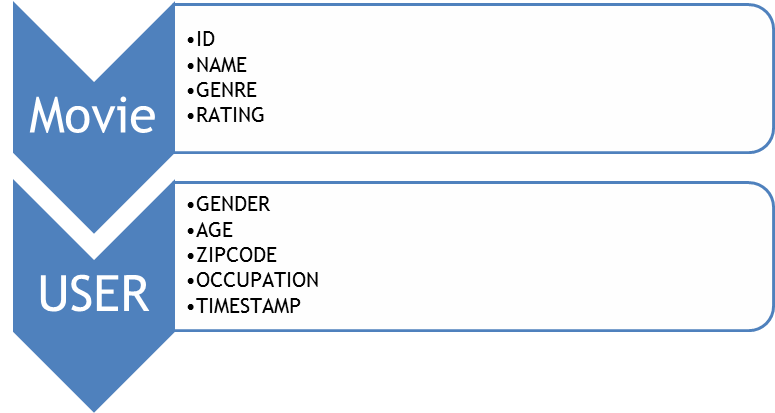 Movie
•ID
•NAME
•GENRE
•RATING
USER
•GENDER
•AGE
•ZIPCODE
•OCCUPATION
•TIMESTAMP